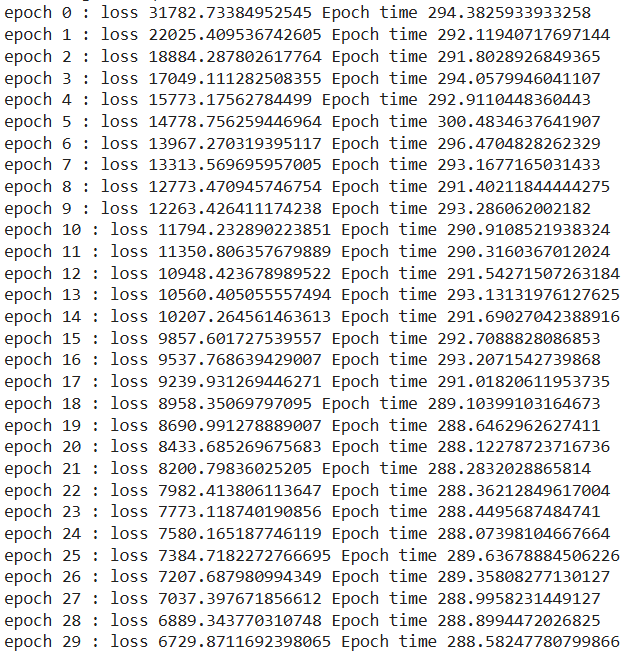 epoch 0 : loss 31782.73384952545 Epoch time 294.3825933933258
epoch 1 : loss 22025.409536742605 Epoch time 292.11940717697144
epoch 2 : loss 18884.287802617764 Epoch time 291.8028926849365
epoch 3 : loss 17049.111282508355 Epoch time 294.0579946041107
epoch 4 : loss 15773.17562784499 Epoch time 292.9110448360443
epoch 5 : loss 14778.756259446964 Epoch time 300.4834637641907
epoch 6 : loss 13967.270319395117 Epoch time 296.4704828262329
epoch 7 : loss 13313.569695957005 Epoch time 293.1677165031433
epoch 8 : loss 12773.470945746754 Epoch time 291.40211844444275
epoch 9 : loss 12263.426411174238 Epoch time 293.286062002182
epoch 10 : loss 11794.232890223851 Epoch time 290.9108521938324
epoch 11 : loss 11350.806357679889 Epoch time 290.3160367012024
epoch 12 : loss 10948.423678989522 Epoch time 291.54271507263184
epoch 13 : loss 10560.405055557494 Epoch time 293.13131976127625
epoch 14 : loss 10207.264561463613 Epoch time 291.69027042388916
epoch 15 : loss 9857.601727539557 Epoch time 292.7088828086853
epoch 16 : loss 9537.768639429007 Epoch time 293.2071542739868
epoch 17 : loss 9239.931269446271 Epoch time 291.01820611953735
epoch 18 : loss 8958.35069797095 Epoch time 289.10399103164673
epoch 19 : loss 8690.991278889007 Epoch time 288.6462962627411
epoch 20 : loss 8433.685269675683 Epoch time 288.12278723716736
epoch 21 : loss 8200.79836025205 Epoch time 288.2832028865814
epoch 22 : loss 7982.413806113647 Epoch time 288.36212849617004
epoch 23 : loss 7773.118740190856 Epoch time 288.4495687484741
epoch 24 : loss 7580.165187746119 Epoch time 288.07398104667664
epoch 25 : loss 7384.7182272766695 Epoch time 289.63678884506226
epoch 26 : loss 7207.687980994349 Epoch time 289.35808277130127
epoch 27 : loss 7037.397671856612 Epoch time 288.9958231449127
epoch 28 : loss 6889.343770310748 Epoch time 288.8994472026825
epoch 29 : loss 6729.8711692398065 Epoch time 288.58247780799866